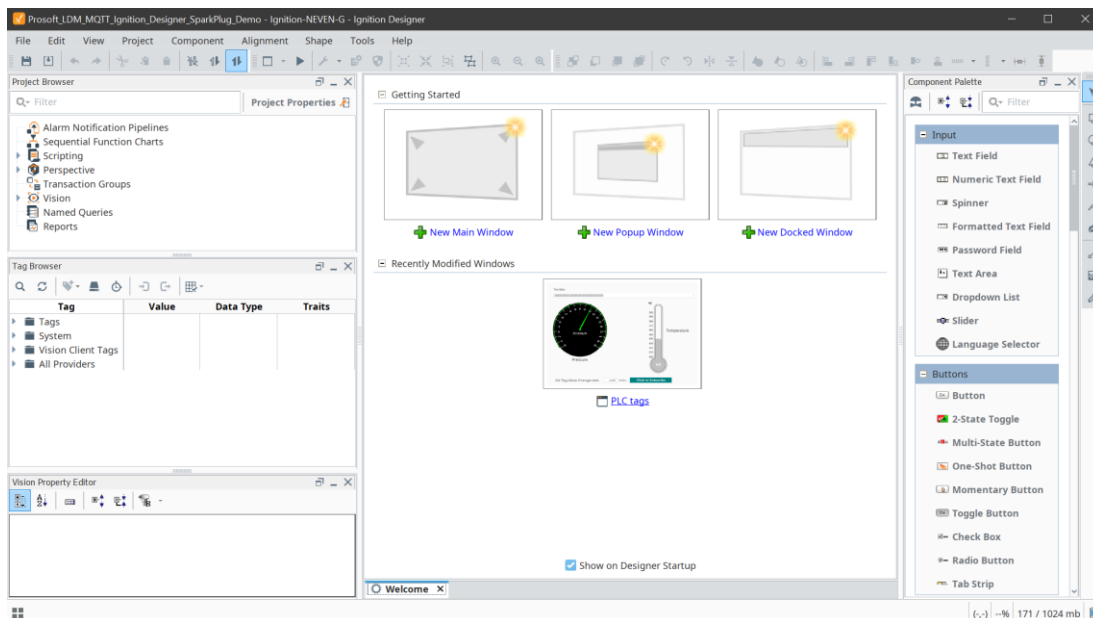 Prosoft_LDM_MQTT_Ignition_Designer_SparkPlug_Demo - Ignition-NEVEN-G - Ignition Designer
File Edit View Project Component Alignment Shape Tools Help
Project Browser
Filter
Project Properties
Alarm Notification Pipelines
Sequential Function Charts
Scripting
Perspective
Transaction Groups
Vision
Named Queries
Reports
Tag Browser
Tag Value Data Type Traits
Tags
System
Vision Client Tags
All Providers
Vision Property Editor
Getting Started
New Main Window
New Popup Window
New Docked Window
Recently Modified Windows
Temperature
Pressure
PLC tags
Show on Designer Startup
Welcome X
Component Palette
Filter
Input
Text Field
Numeric Text Field
Spinner
Formatted Text Field
Password Field
Text Area
Dropdown List
Slider
Language Selector
Buttons
Button
2-State Toggle
Multi-State Button
One-Shot Button
Momentary Button
Toggle Button
Check Box
Radio Button
Tab Strip
(-,-) --% 171 / 1024 mb